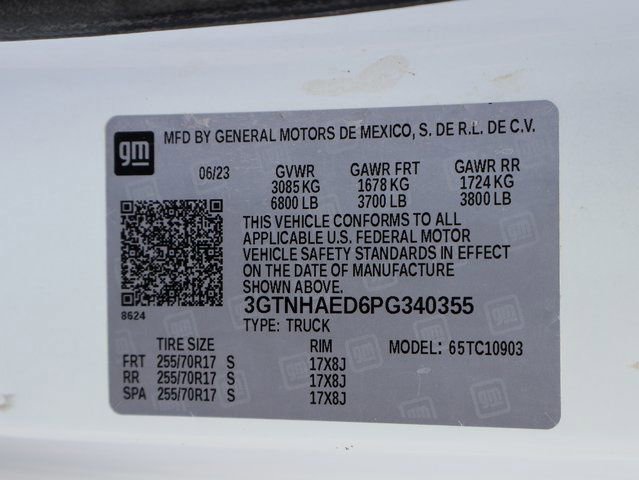 gm
MFD BY GENERAL MOTORS DE MEXICO, S. DE R.L. DE C.V.
06/23 GVWR GAWR FRT GAWR RR
3085 KG 1678 KG 1724 KG
6800 LB 3700 LB 3800 LB
THIS VEHICLE CONFORMS TO ALL
APPLICABLE U.S. FEDERAL MOTOR
VEHICLE SAFETY STANDARDS IN EFFECT
ON THE DATE OF MANUFACTURE
SHOWN ABOVE.
3GTNHAED6PG340355
8624
TYPE: TRUCK
TIRE SIZE RIM MODEL: 65TC10903
FRT 255/70R17 S 17X8J
RR 255/70R17 S 17X8J
SPA 255/70R17 S 17X8J